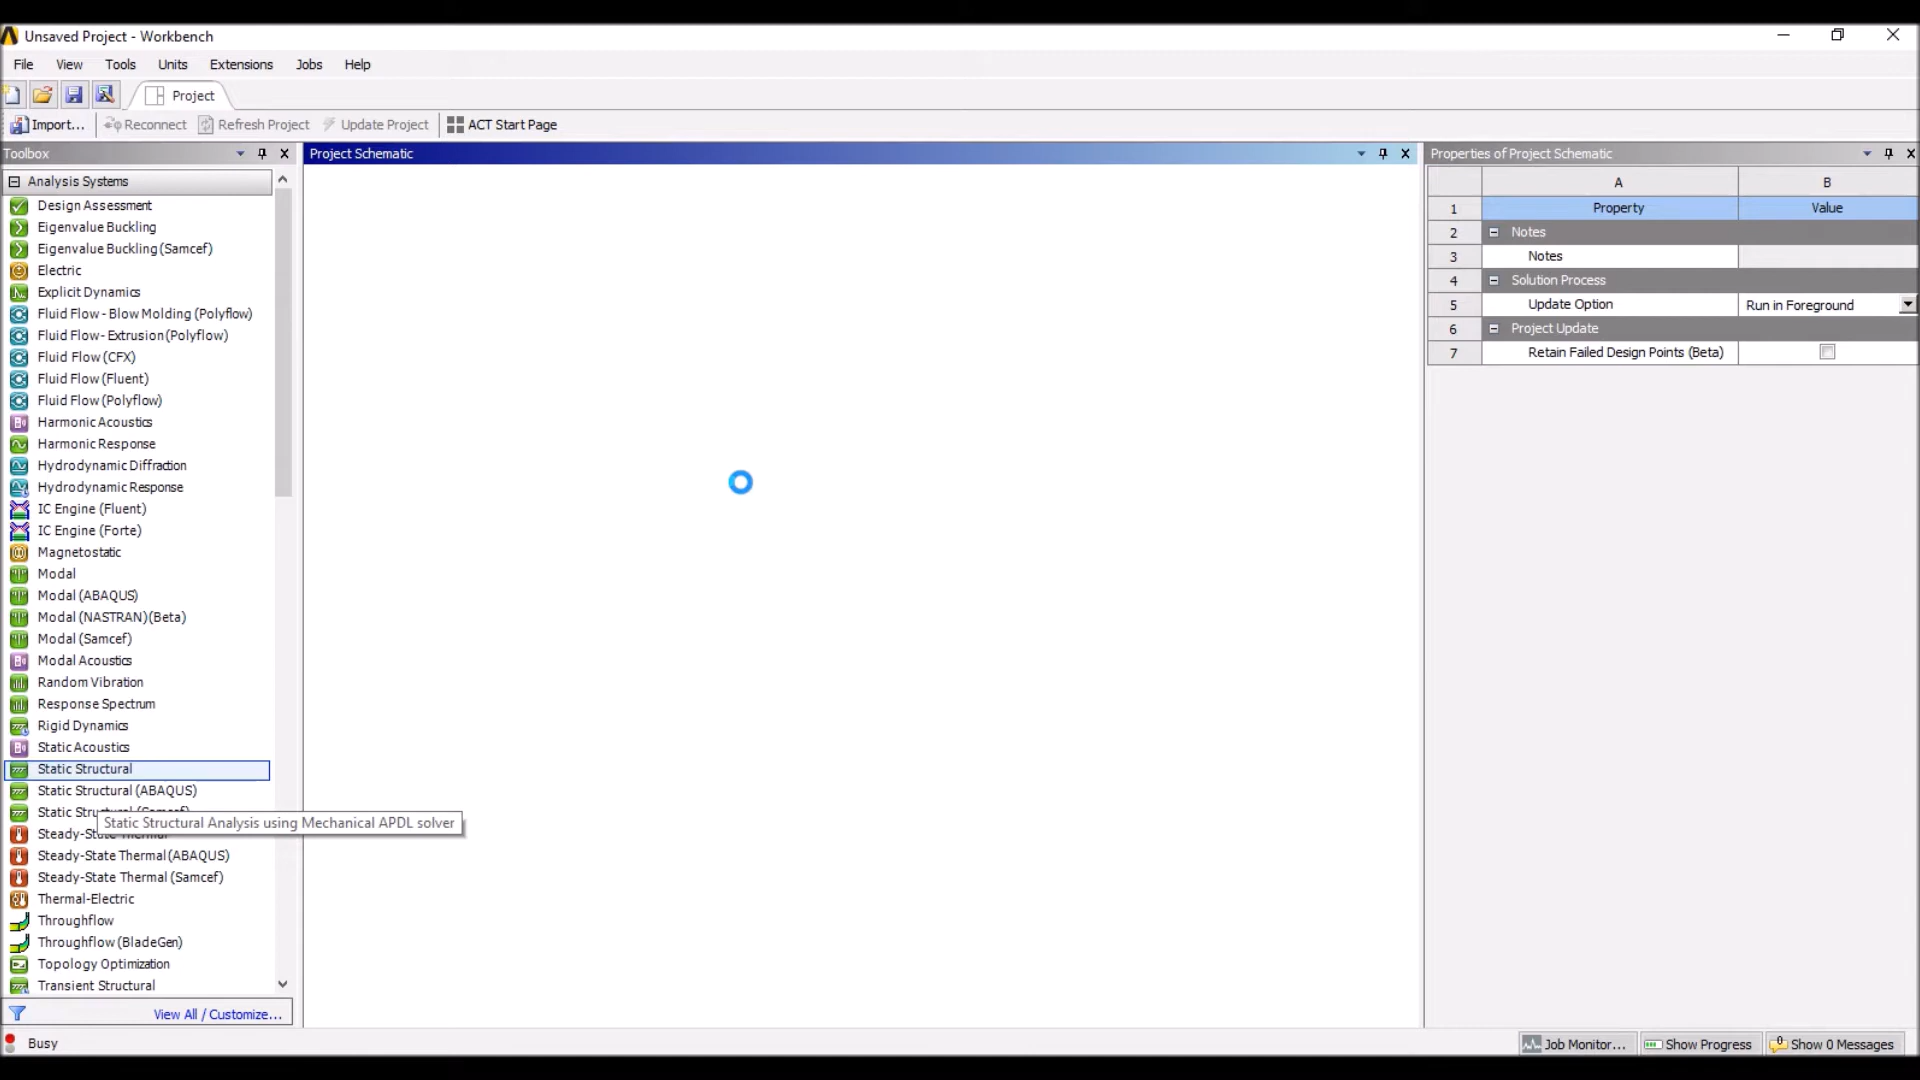 Unsaved Project - Workbench
File View Tools Units Extensions Jobs Help
Project
Import... Reconnect Refresh Project Update Project ACT Start Page
Toolbox
Analysis Systems
Design Assessment
Eigenvalue Buckling
Eigenvalue Buckling (Samcef)
Electric
Explicit Dynamics
Fluid Flow - Blow Molding (Polyflow)
Fluid Flow - Extrusion (Polyflow)
Fluid Flow (CFX)
Fluid Flow (Fluent)
Fluid Flow (Polyflow)
Harmonic Acoustics
Harmonic Response
Hydrodynamic Diffraction
Hydrodynamic Response
IC Engine (Fluent)
IC Engine (Forte)
Magnetostatic
Modal
Modal (ABAQUS)
Modal (NASTRAN) (Beta)
Modal (Samcef)
Modal Acoustics
Random Vibration
Response Spectrum
Rigid Dynamics
Static Acoustics
Static Structural
Static Structural (ABAQUS)
Static Structural (Samcef)
Static Structural Analysis using Mechanical APDL solver
Steady-State Thermal
Steady-State Thermal (ABAQUS)
Steady-State Thermal (Samcef)
Thermal-Electric
Throughflow
Throughflow (BladeGen)
Topology Optimization
Transient Structural
View All / Customize...
Project Schematic
Properties of Project Schematic
A B
1 Property Value
2 Notes
3 Notes
4 Solution Process
5 Update Option Run in Foreground
6 Project Update
7 Retain Failed Design Points (Beta)
Busy
Job Monitor... Show Progress Show 0 Messages